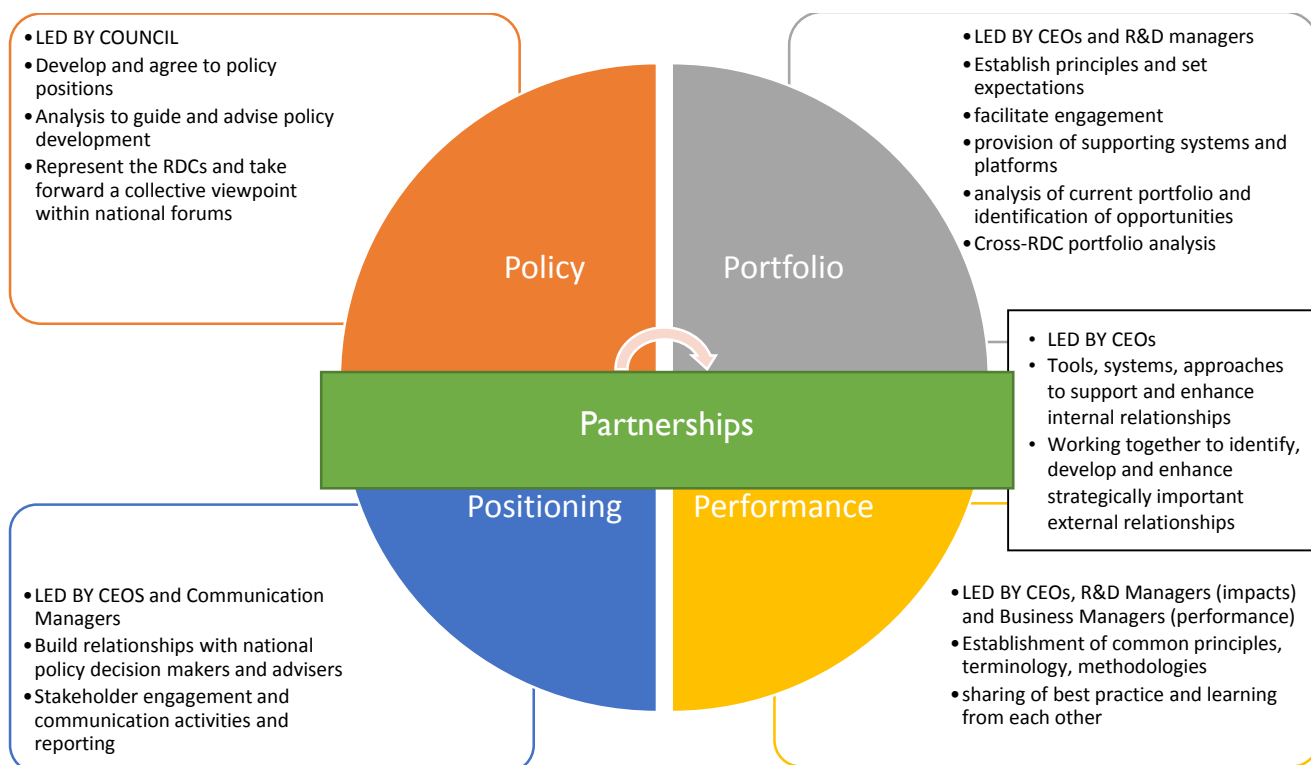 •LED BY COUNCIL
•Develop and agree to policy
positions
•Analysis to guide and advise policy
development
•Represent the RDCs and take
forward a collective viewpoint
within national forums
•LED BY CEOs and R&D managers
•Establish principles and set
expectations
•facilitate engagement
•provision of supporting systems and
platforms
•analysis of current portfolio and
identification of opportunities
•Cross-RDC portfolio analysis
Policy
Portfolio
Partnerships
• LED BY CEOs
• Tools, systems, approaches
to support and enhance
internal relationships
• Working together to identify,
develop and enhance
strategically important
external relationships
Positioning
Performance
•LED BY CEOS and Communication
Managers
•Build relationships with national
policy decision makers and advisers
•Stakeholder engagement and
communication activities and
reporting
•LED BY CEOs, R&D Managers (impacts)
and Business Managers (performance)
•Establishment of common principles,
terminology, methodologies
•sharing of best practice and learning
from each other